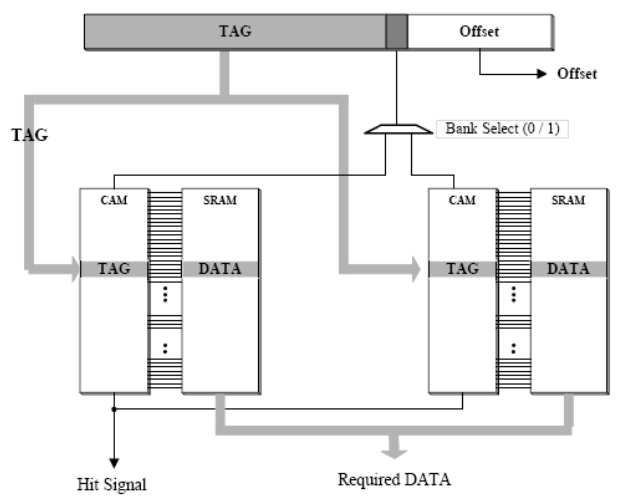 TAG
Offset
Offset
Bank Select (0 / 1)
TAG
CAM
SRAM
CAM
SRAM
TAG
DATA
TAG
DATA
Hit Signal
Required DATA